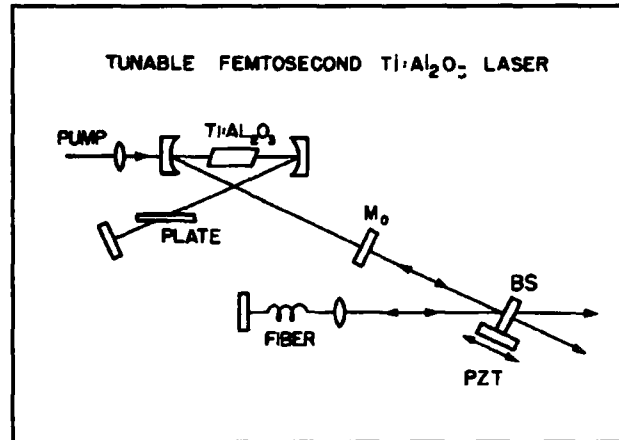 TUNABLE FEMTOSECOND Ti:Al2O3 LASER
Ti:Al2O3
PUMP
PLATE
M0
BS
FIBER
PZT